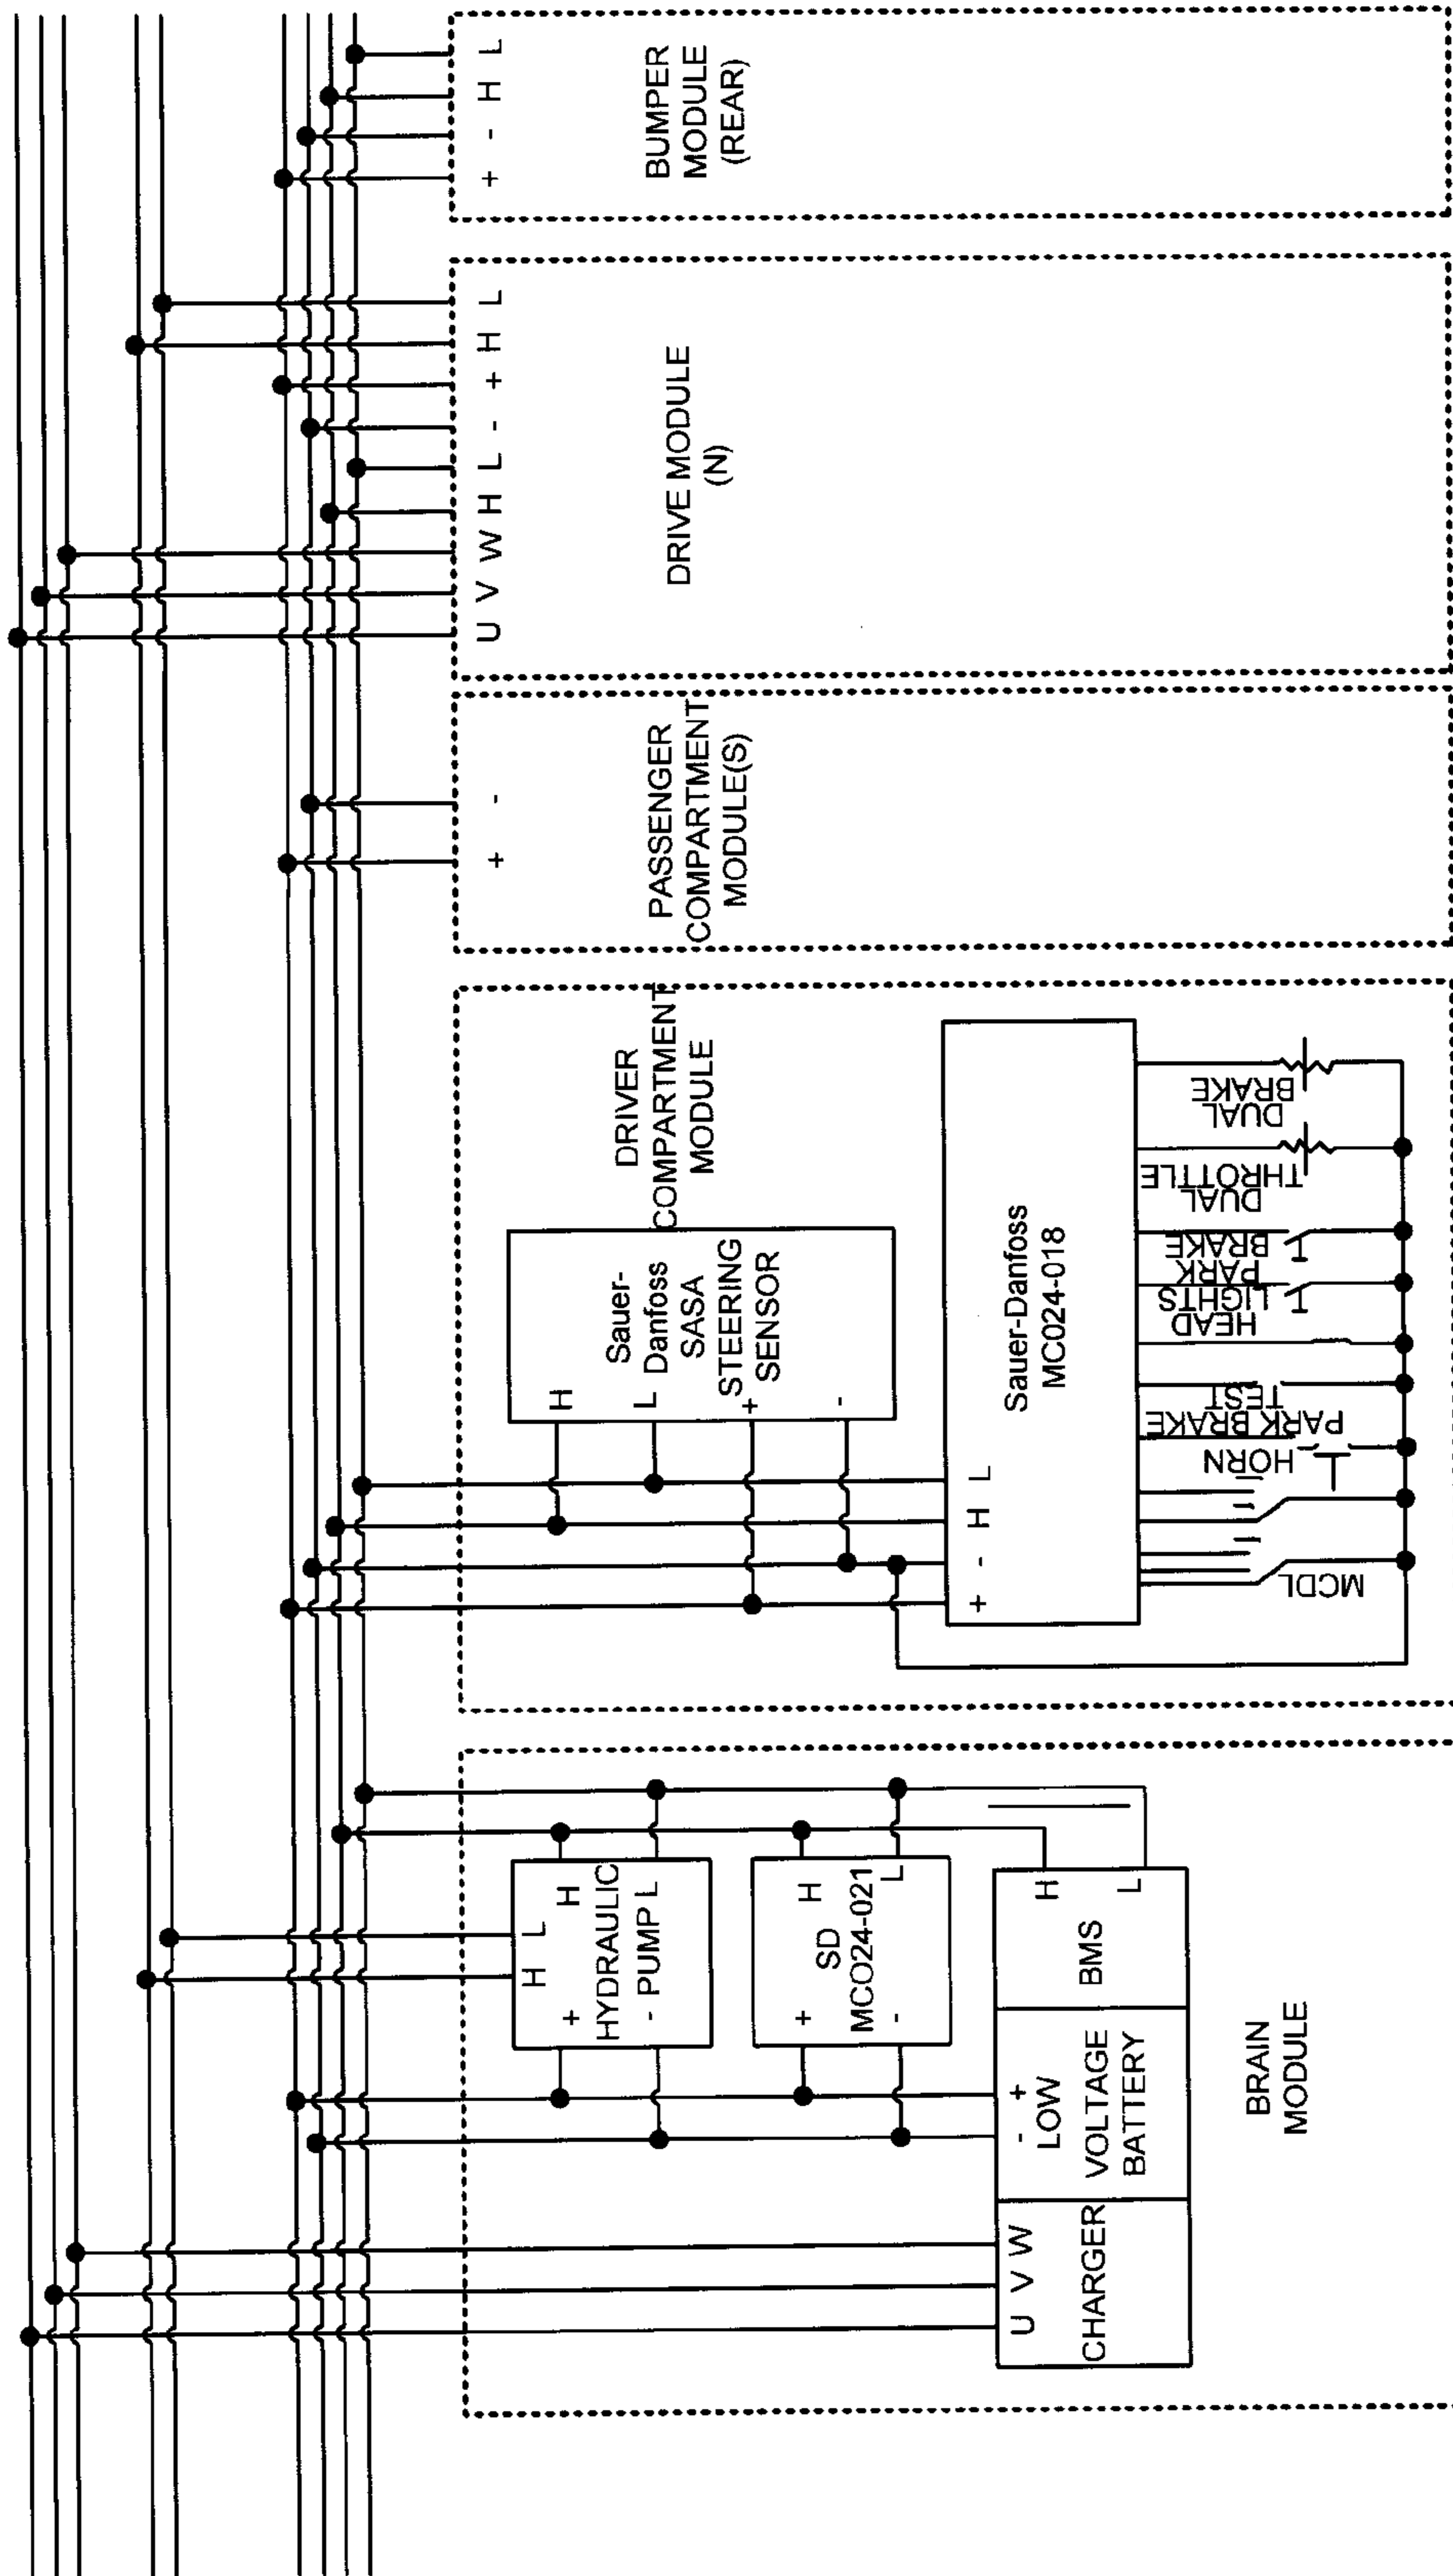 H L
+ H
HYDRAULIC
- PUMP L
+ H
SD
MCO24-021
- L
U V W
CHARGER
- +
LOW
VOLTAGE
BATTERY
H
BMS
L
BRAIN
MODULE
DRIVER
COMPARTMENT
MODULE
H
Sauer-
L Danfoss
SASA
+ STEERING
SENSOR
-
+ - H L
Sauer-Danfoss
MC024-018
MCDL
HORN
PARK BRAKE
TEST
HEAD
LIGHTS
PARK
BRAKE
DUAL
THROTTLE
DUAL
BRAKE
+ -
PASSENGER
COMPARTMENT
MODULE(S)
U V W H L - + H L
DRIVE MODULE
(N)
+ - H L
BUMPER
MODULE
(REAR)